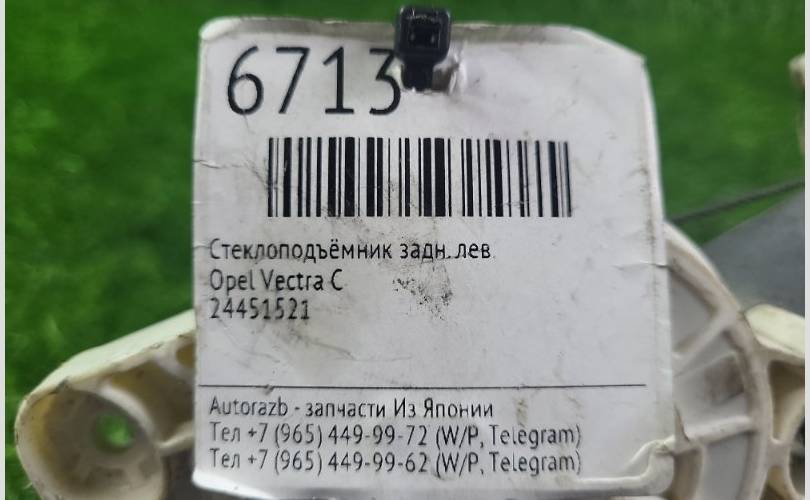 6713
Стеклоподъёмник задн. лев
Opel Vectra C
24451521
Autorazb - запчасти Из Японии
Тел +7 (965) 449-99-72 (W/P, Telegram)
Тел +7 (965) 449-99-62 (W/P, Telegram)